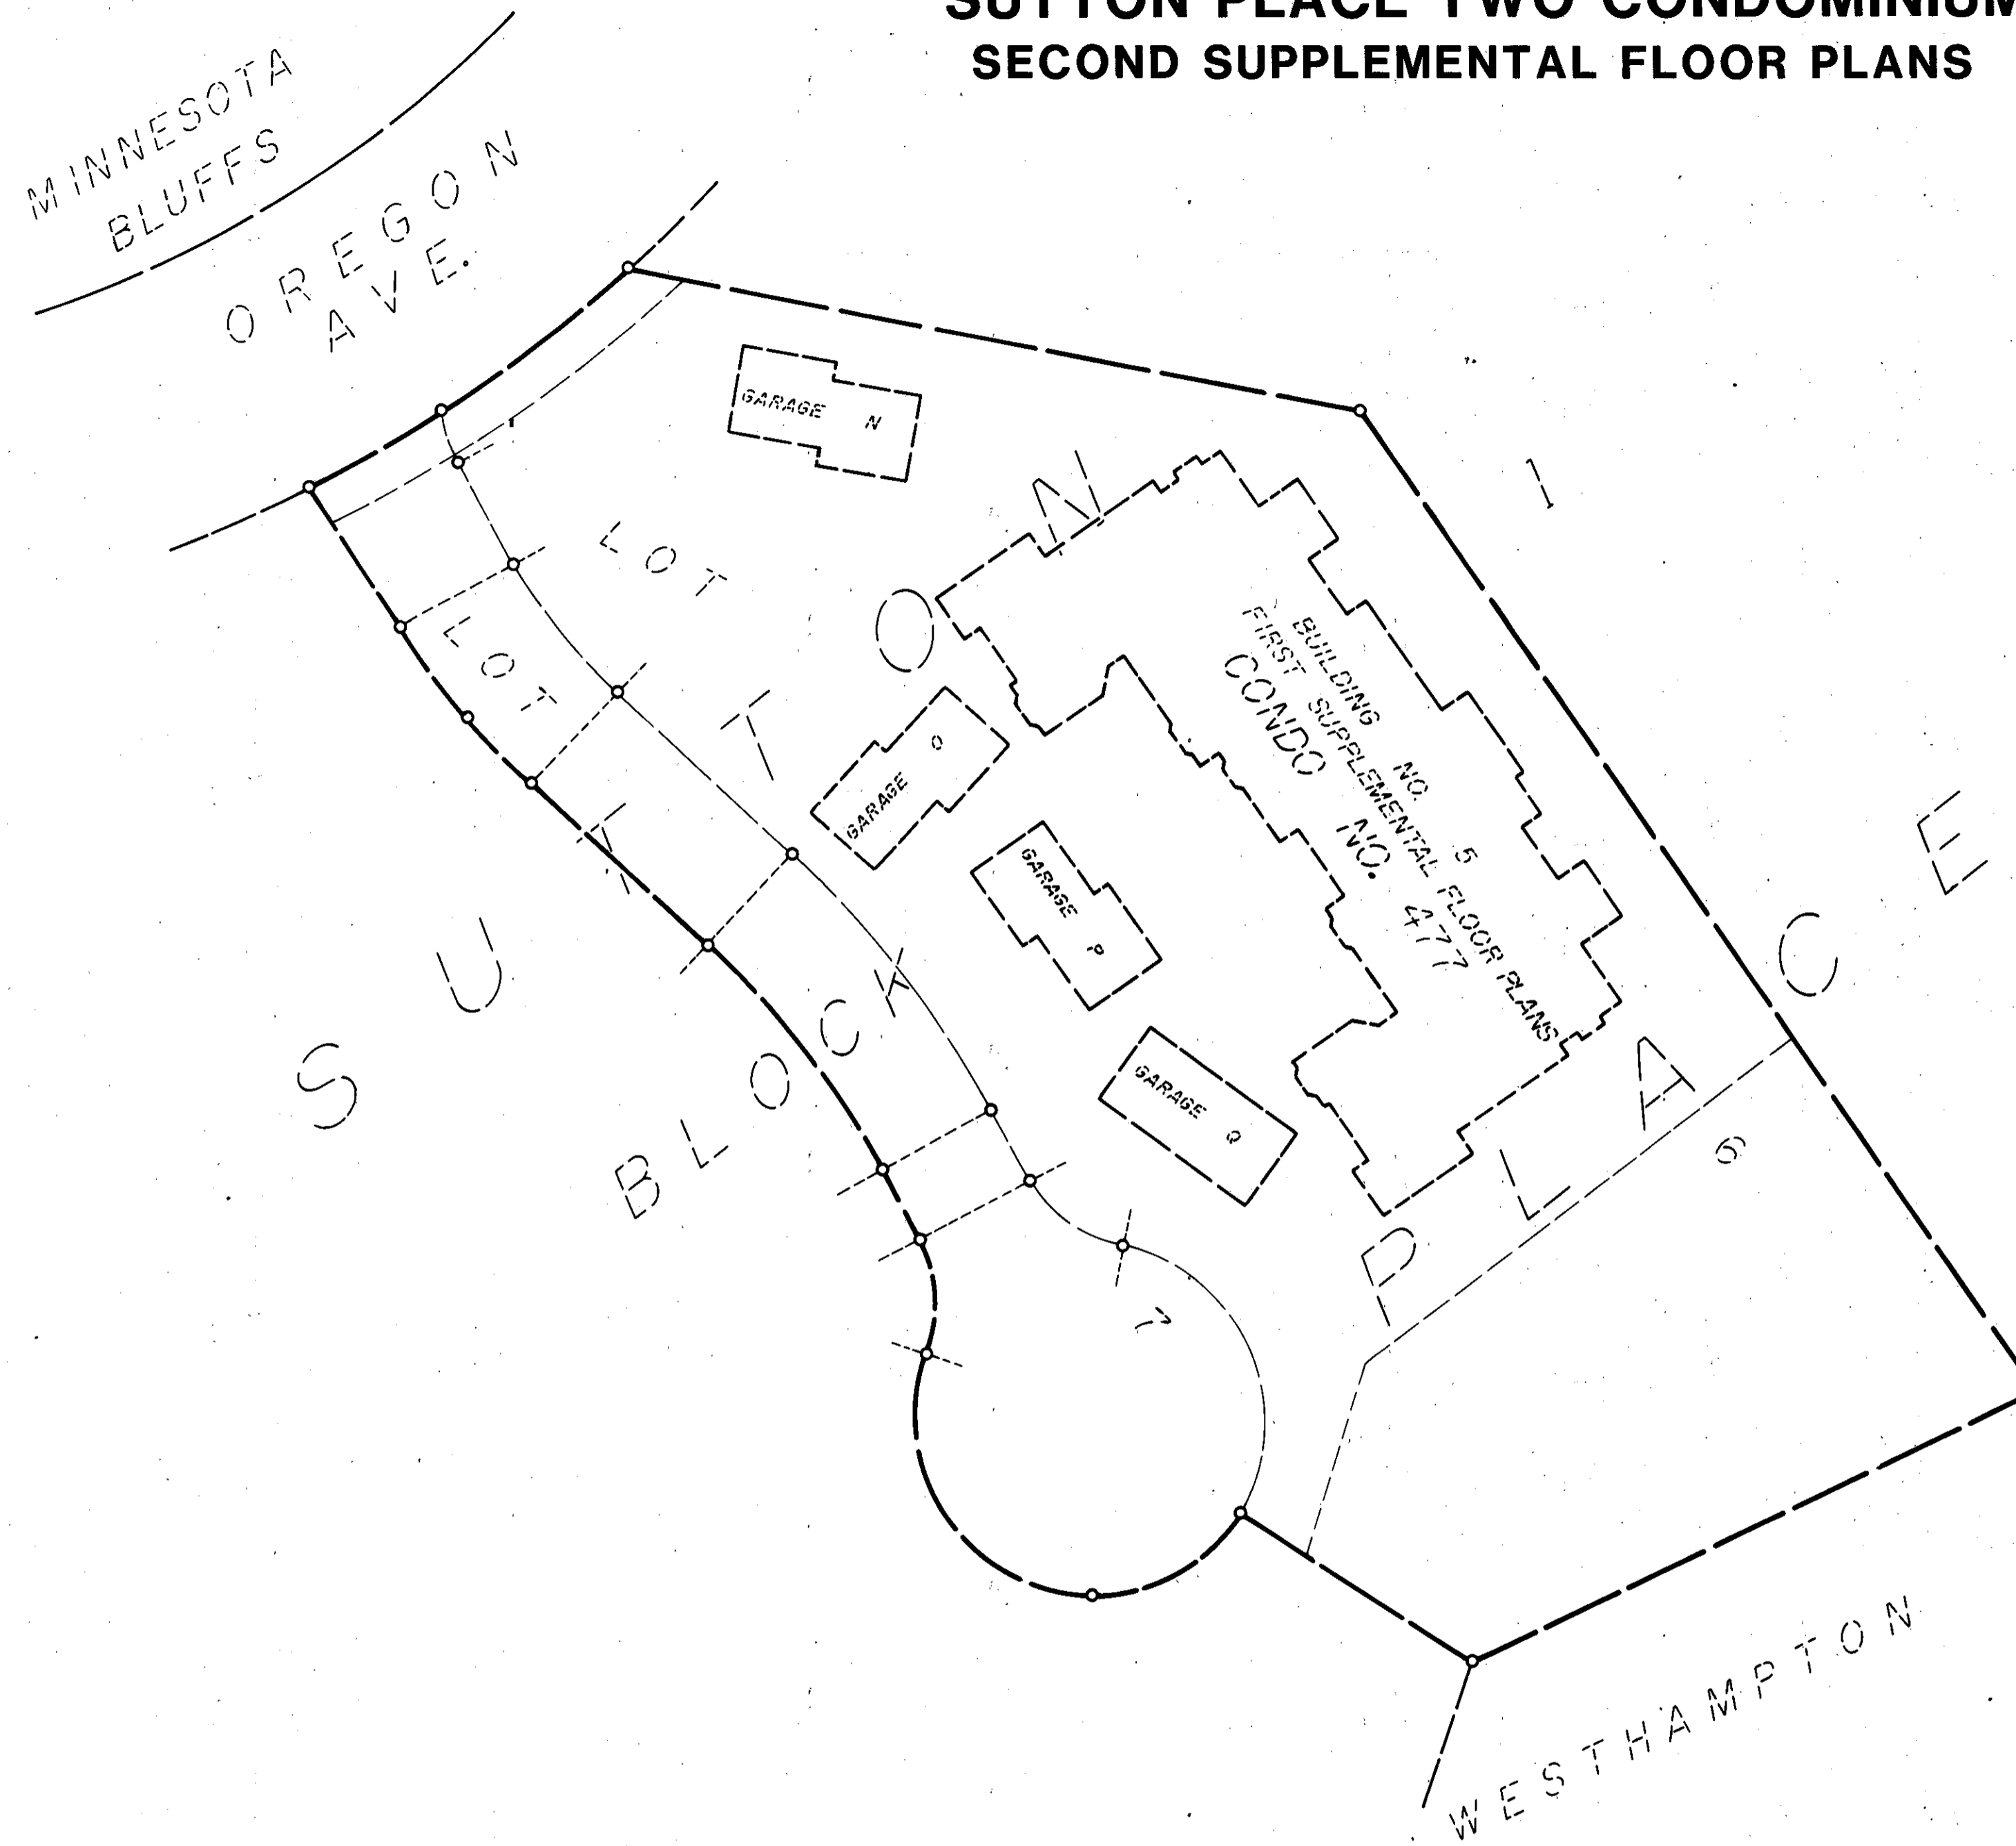 SUTTON PLACE TWO CONDOMINIUM
SECOND SUPPLEMENTAL FLOOR PLANS
MINNESOTA
BLUFFS
OREGON
AVE.
GARAGE N
LOT
LOT
1
GARAGE O
GARAGE P
GARAGE Q
BUILDING NO. 5
FIRST SUPPLEMENTAL FLOOR PLANS
CONDO NO. 477
SUTTON PLACE
BLOCK
6
7
WESTHAMPTON